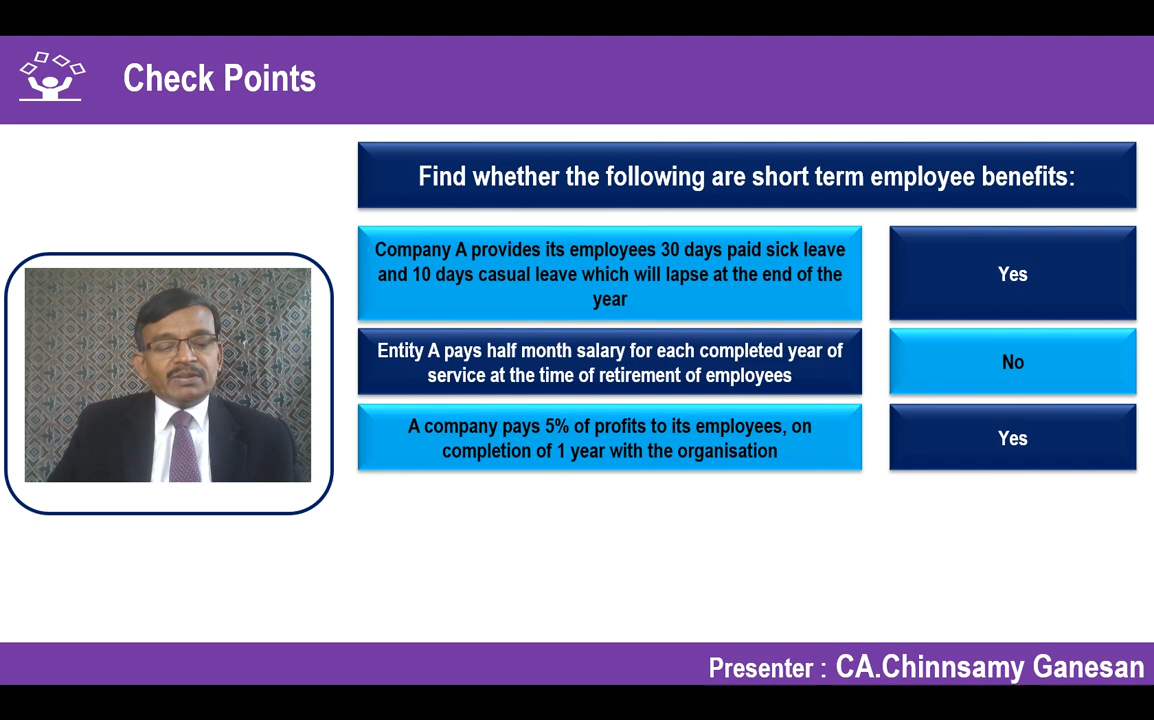 Check Points
Find whether the following are short term employee benefits:
Company A provides its employees 30 days paid sick leave
and 10 days casual leave which will lapse at the end of the
year
Yes
Entity A pays half month salary for each completed year of
service at the time of retirement of employees
No
A company pays 5% of profits to its employees, on
completion of 1 year with the organisation
Yes
Presenter : CA.Chinnsamy Ganesan